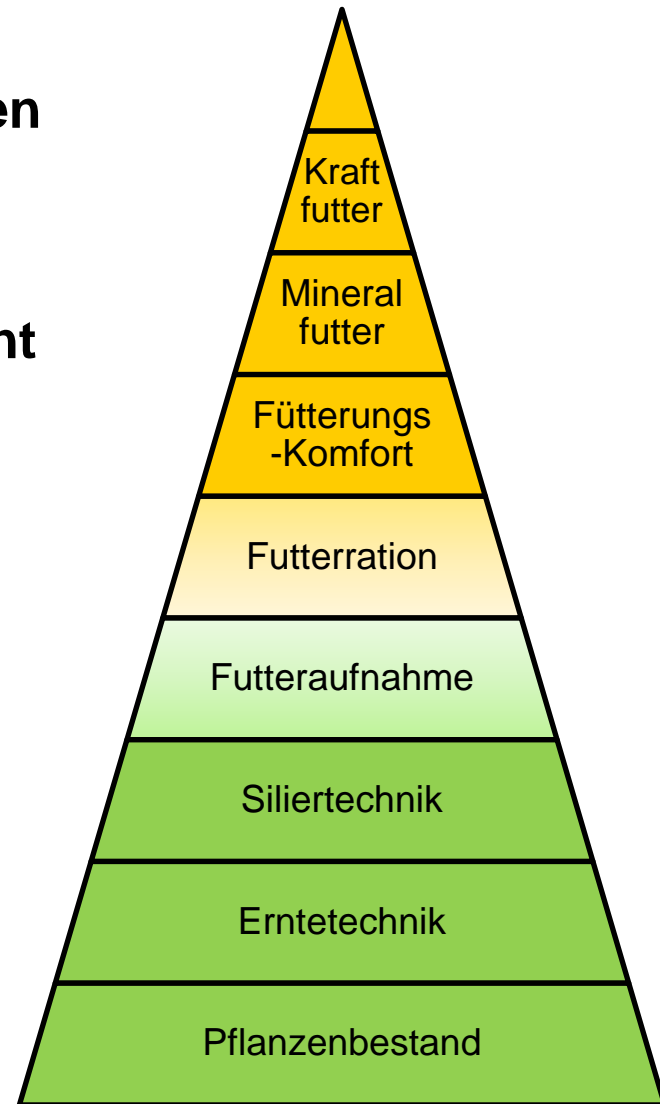 en
Kraft
futter
Mineral
nt
futter
Fütterungs
-Komfort
Futterration
Futteraufnahme
Siliertechnik
Erntetechnik
Pflanzenbestand